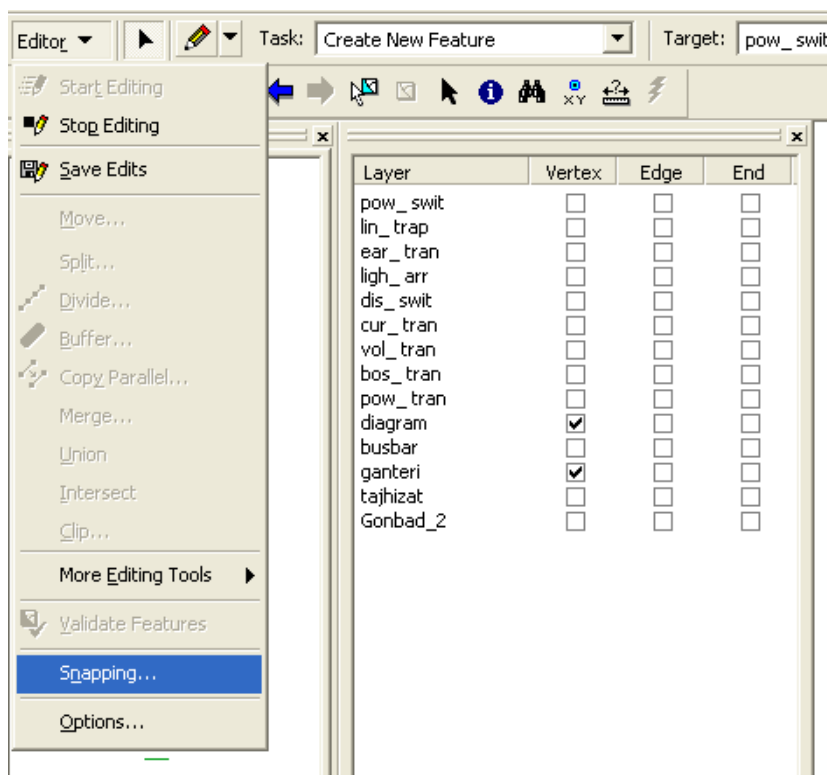 Editor Task: Create New Feature Target: pow_ swit
Start Editing
Stop Editing
Save Edits
Move...
Split...
Divide...
Buffer...
Copy Parallel...
Merge...
Union
Intersect
Clip...
More Editing Tools
Validate Features
Snapping...
Options...
XY
Layer Vertex Edge End
pow_ swit
lin_ trap
ear_ tran
ligh_ arr
dis_ swit
cur_ tran
vol_ tran
bos_ tran
pow_ tran
diagram
busbar
ganteri
tajhizat
Gonbad_2